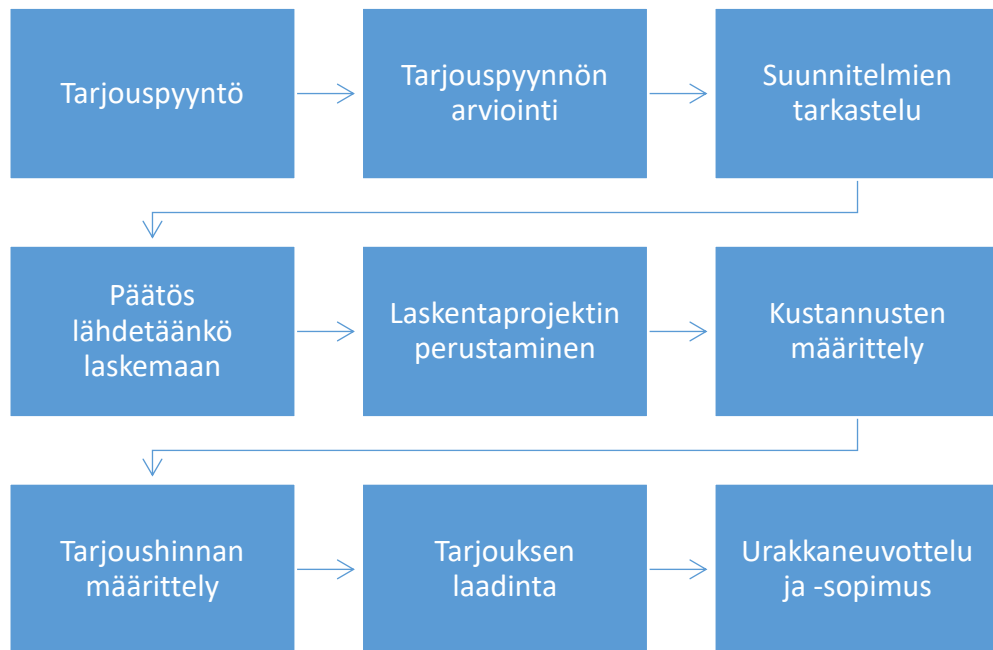 Tarjouspyyntö
Tarjouspyynnön
arviointi
Suunnitelmien
tarkastelu
Päätös
lähdetäänkö
laskemaan
Laskentaprojektin
perustaminen
Kustannusten
määrittely
Tarjoushinnan
määrittely
Tarjouksen
laadinta
Urakkaneuvottelu
ja -sopimus